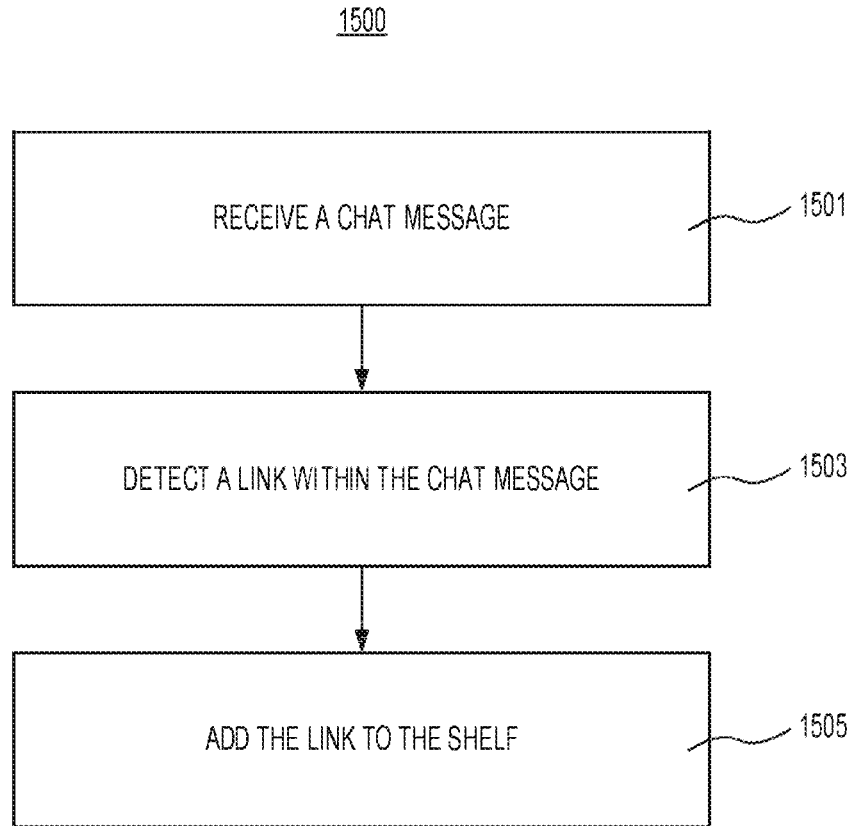 1500
RECEIVE A CHAT MESSAGE
1501
DETECT A LINK WITHIN THE CHAT MESSAGE
1503
ADD THE LINK TO THE SHELF
1505